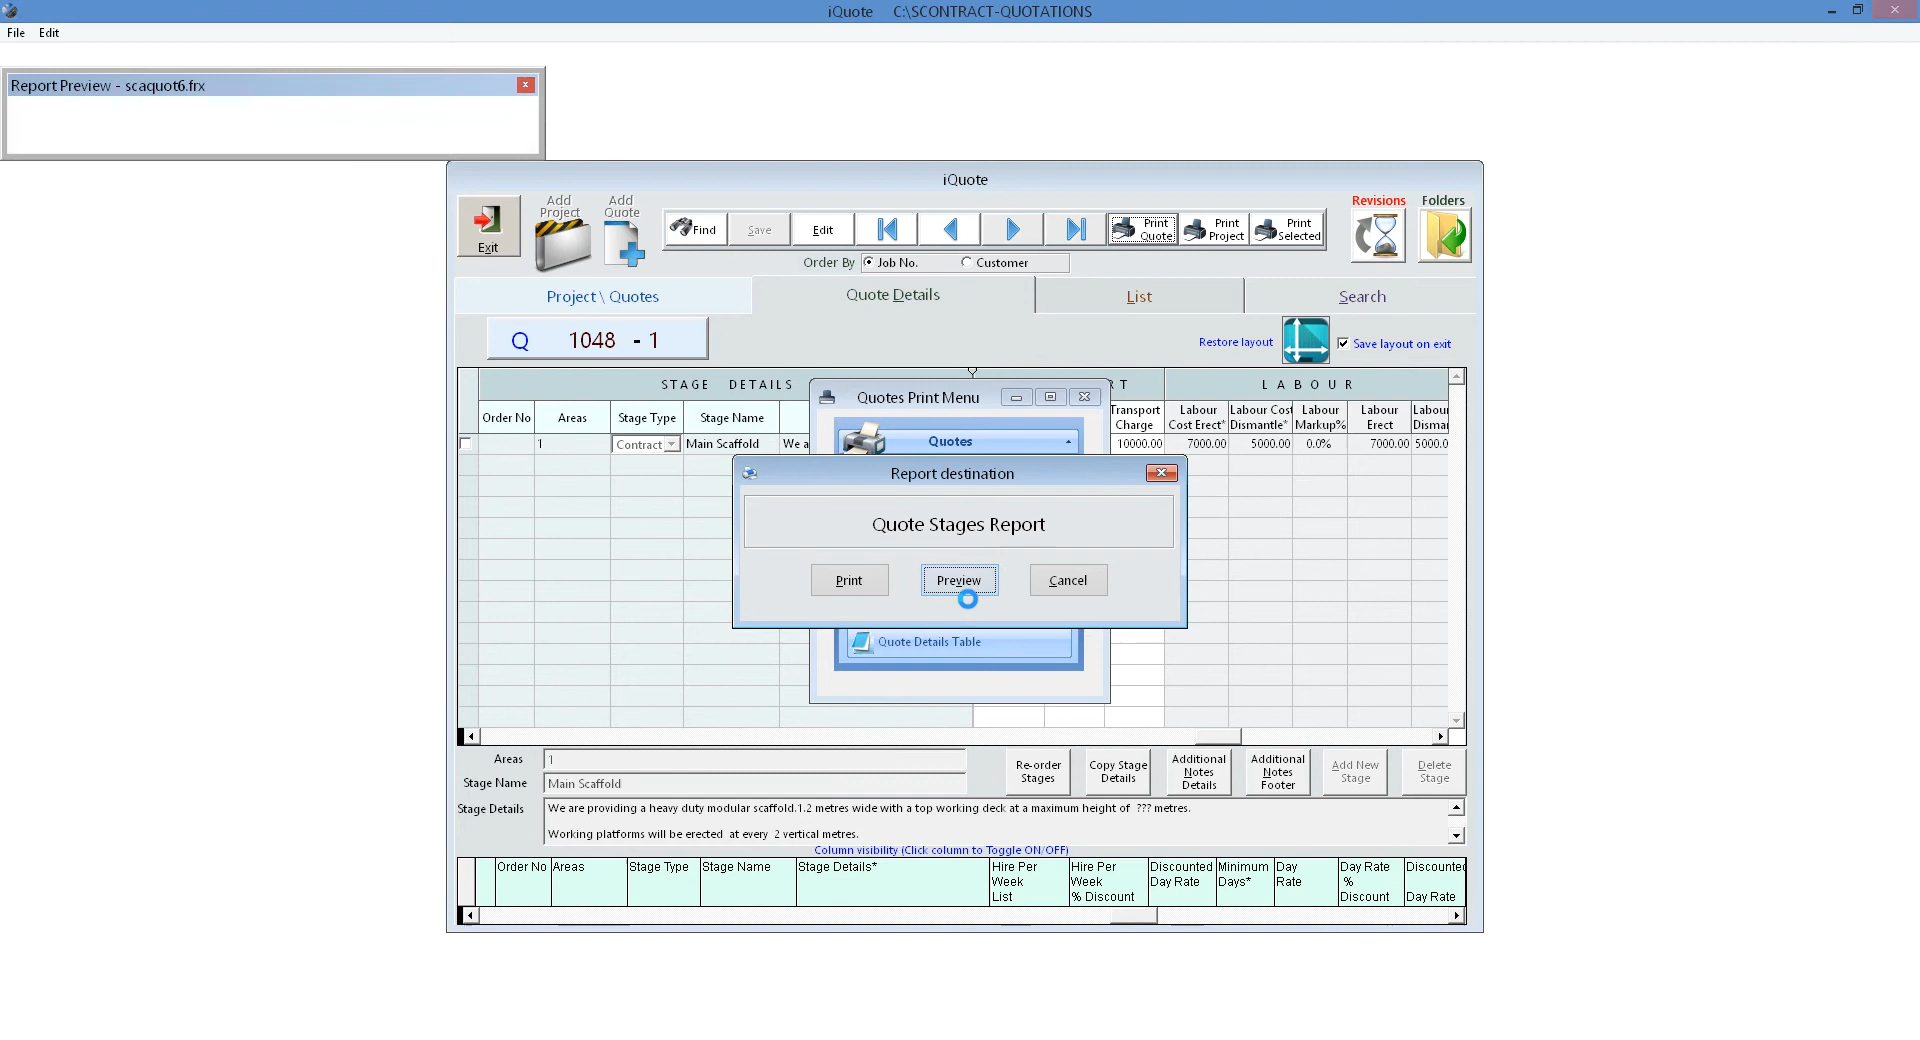 iQuote C:\SCONTRACT-QUOTATIONS
File Edit
Report Preview - scaquot6.frx
iQuote
Exit
Add Project
Add Quote
Find
Save
Edit
Print Quote
Print Project
Print Selected
Revisions
Folders
Order By Job No. Customer
Project \ Quotes
Quote Details
List
Search
Q 1048 - 1
Restore layout
Save layout on exit
STAGE DETAILS
RT
LABOUR
Order No
Areas
Stage Type
Stage Name
Transport Charge
Labour Cost Erect*
Labour Cost Dismantle*
Labour Markup%
Labour Erect
Labour Disman
1 Contract Main Scaffold We a 10000.00 7000.00 5000.00 0.0% 7000.00 5000.00
Quotes Print Menu
Quotes
Report destination
Quote Stages Report
Print
Preview
Cancel
Quote Details Table
Areas 1
Stage Name Main Scaffold
Re-order Stages
Copy Stage Details
Additional Notes Details
Additional Notes Footer
Add New Stage
Delete Stage
Stage Details
We are providing a heavy duty modular scaffold.1.2 metres wide with a top working deck at a maximum height of ??? metres.
Working platforms will be erected at every 2 vertical metres.
Column visibility (Click column to Toggle ON/OFF)
Order No
Areas
Stage Type
Stage Name
Stage Details*
Hire Per Week List
Hire Per Week % Discount
Discounted Day Rate
Minimum Days*
Day Rate
Day Rate % Discount
Discounted Day Rate